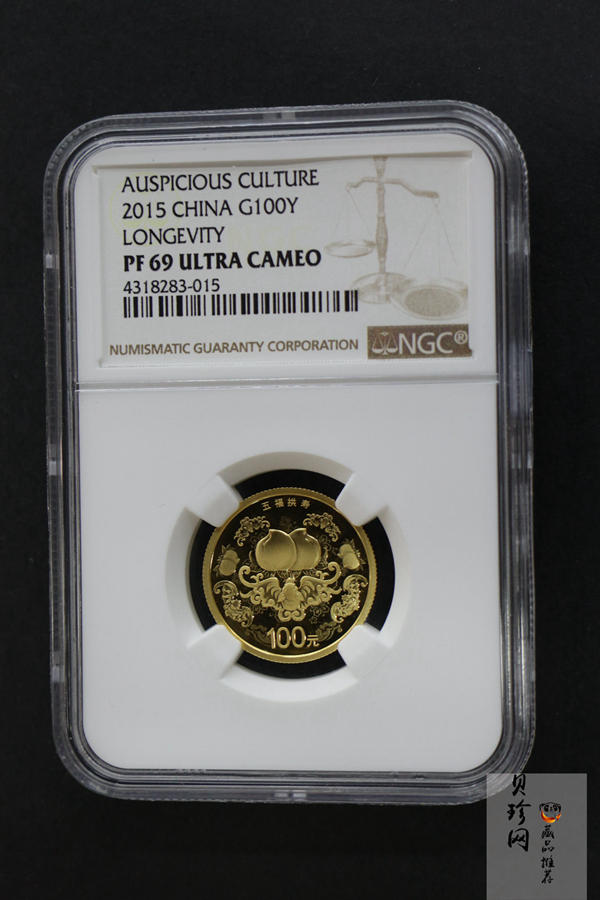 AUSPICIOUS CULTURE
2015 CHINA G100Y
LONGEVITY
PF 69 ULTRA CAMEO
4318283-015
NUMISMATIC GUARANTY CORPORATION
NGC®
五福拱寿
100元
贝珍网
藏品推荐